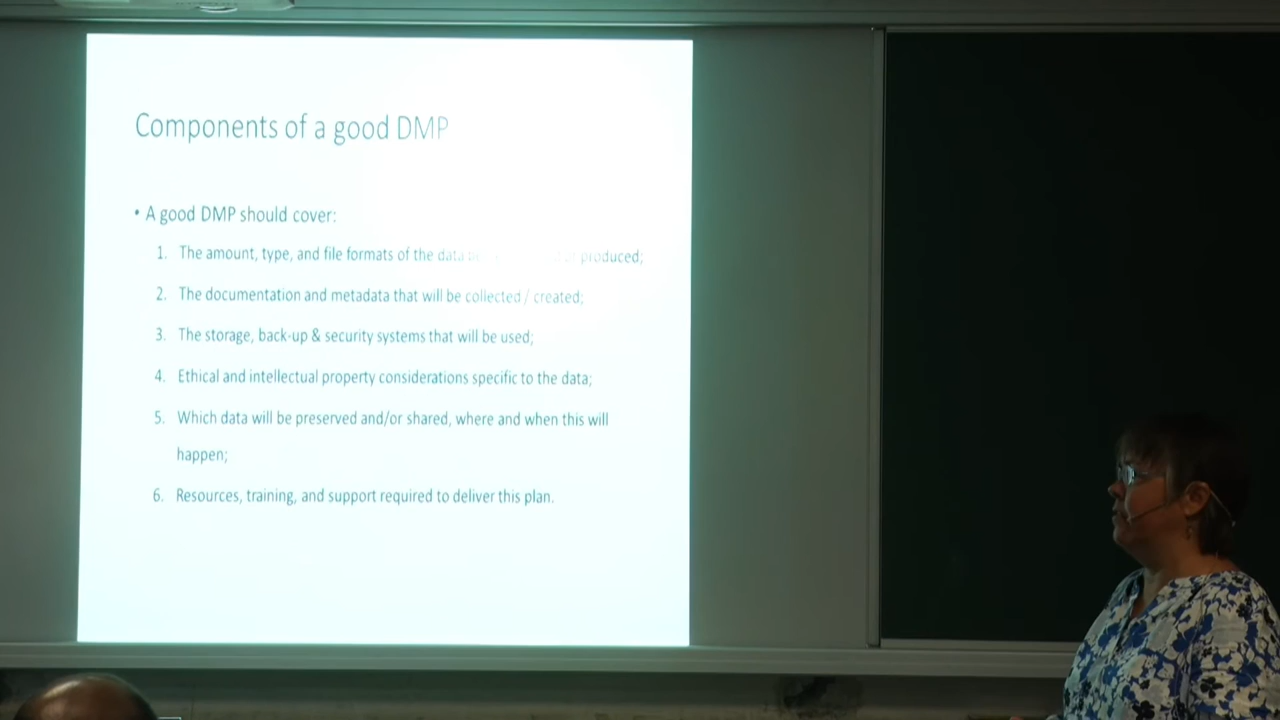 Components of a good DMP
• A good DMP should cover:
1. The amount, type, and file formats of the data produced;
2. The documentation and metadata that will be collected / created;
3. The storage, back-up & security systems that will be used;
4. Ethical and intellectual property considerations specific to the data;
5. Which data will be preserved and/or shared, where and when this will
happen;
6. Resources, training, and support required to deliver this plan.